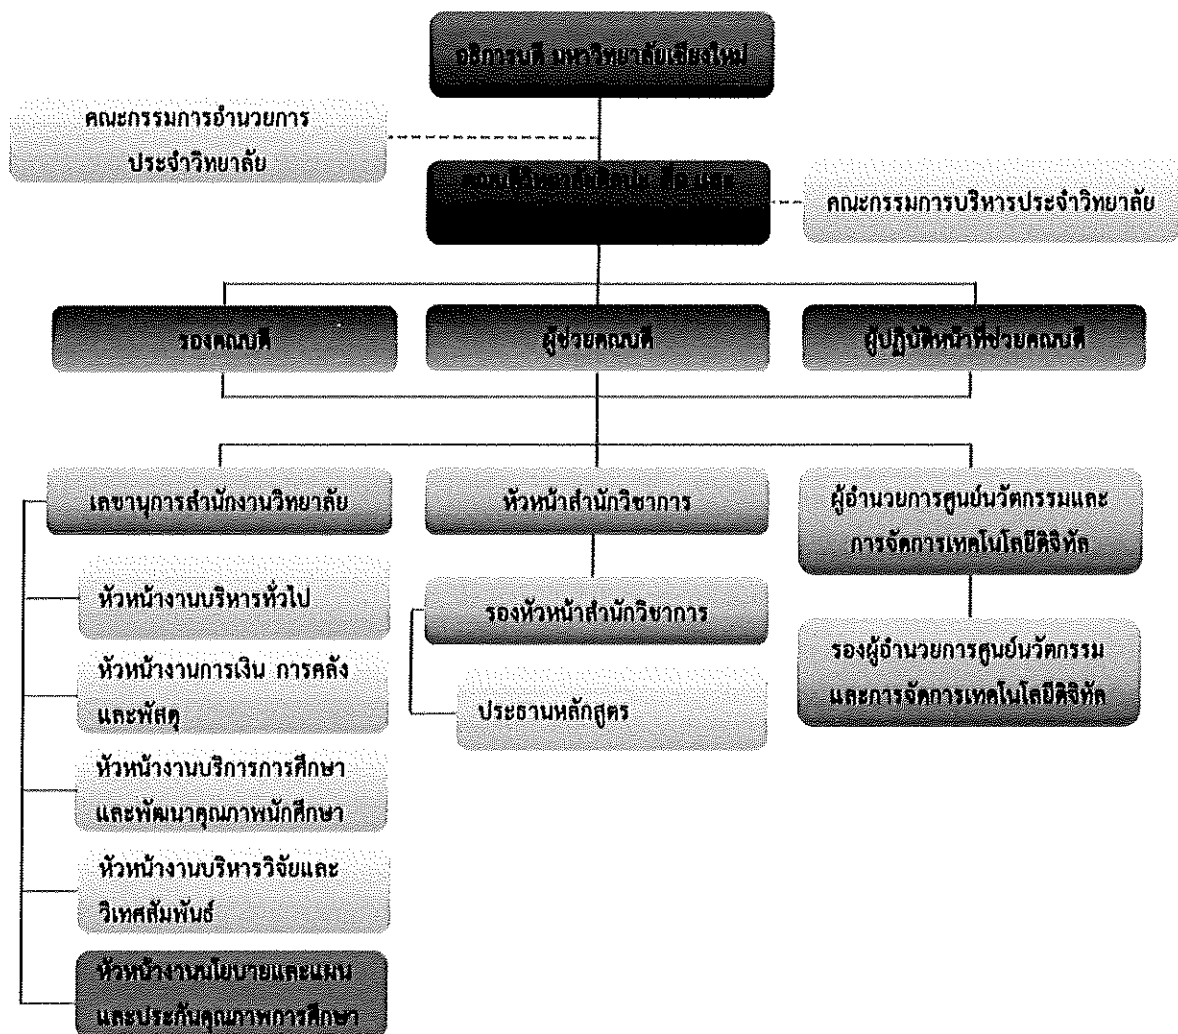 อธิการบดี มหาวิทยาลัยเชียงใหม่
คณะกรรมการอำนวยการ
ประจำวิทยาลัย
คณบดีวิทยาลัยศิลปะ สื่อ และ
คณะกรรมการบริหารประจำวิทยาลัย
รองคณบดี
ผู้ช่วยคณบดี
ผู้ปฏิบัติหน้าที่ช่วยคณบดี
เลขานุการสำนักงานวิทยาลัย
หัวหน้างานบริหารทั่วไป
หัวหน้างานการเงิน การคลัง
และพัสดุ
หัวหน้างานบริการการศึกษา
และพัฒนาคุณภาพนักศึกษา
หัวหน้างานบริหารวิจัยและ
วิเทศสัมพันธ์
หัวหน้างานนโยบายและแผน
และประกันคุณภาพการศึกษา
หัวหน้าสำนักวิชาการ
รองหัวหน้าสำนักวิชาการ
ประธานหลักสูตร
ผู้อำนวยการศูนย์นวัตกรรมและ
การจัดการเทคโนโลยีดิจิทัล
รองผู้อำนวยการศูนย์นวัตกรรม
และการจัดการเทคโนโลยีดิจิทัล